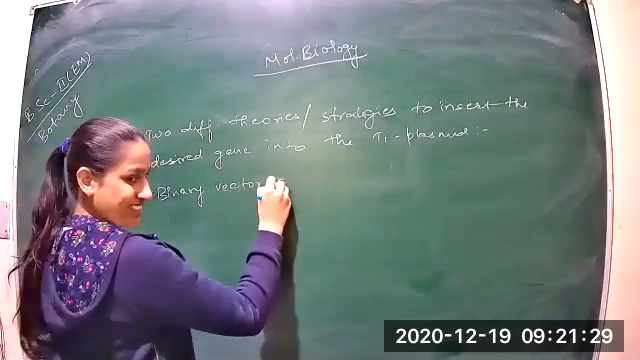 Mol. Biology
B.Sc-II (EM)
Botany
Two diff theories/ strategies to insert the
desired gene into the Ti-plasmid :-
Binary vector
2020-12-19 09:21:29